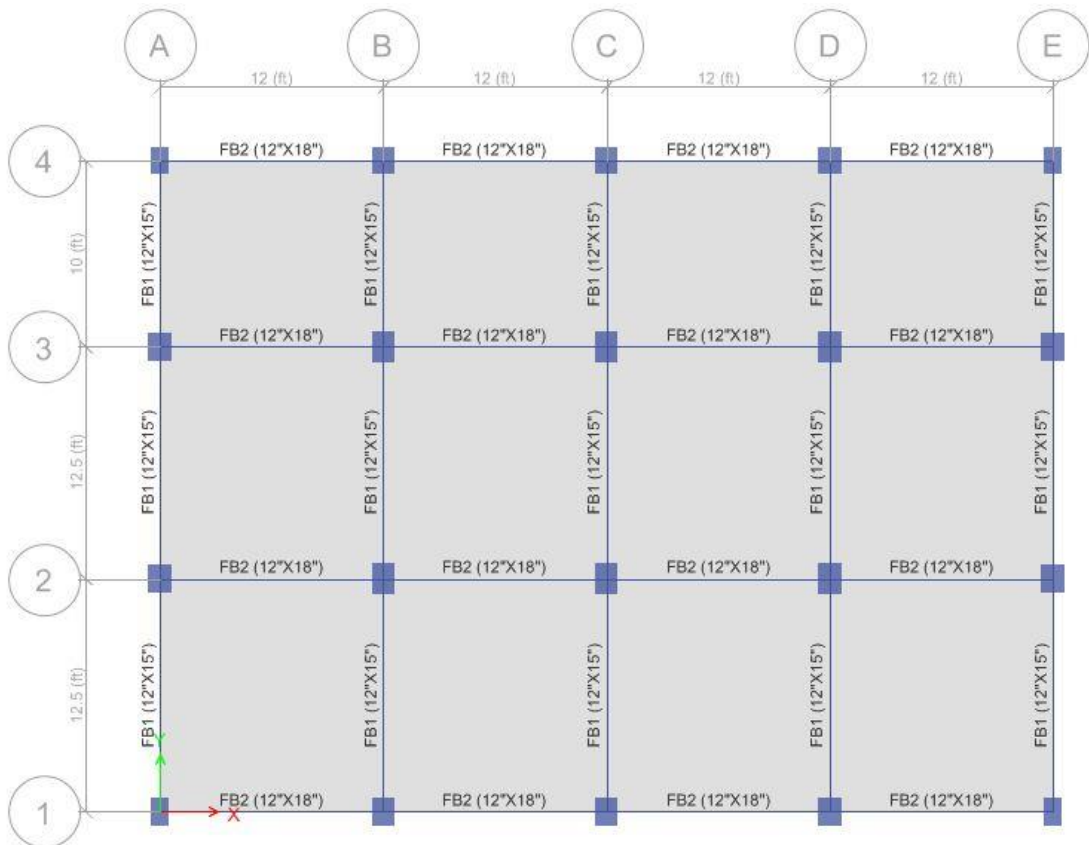 A B C D E
12 (ft) 12 (ft) 12 (ft) 12 (ft)
4 FB2 (12"X18") FB2 (12"X18") FB2 (12"X18") FB2 (12"X18")
10 (ft) FB1 (12"X15") FB1 (12"X15") FB1 (12"X15") FB1 (12"X15") FB1 (12"X15")
3 FB2 (12"X18") FB2 (12"X18") FB2 (12"X18") FB2 (12"X18")
12.5 (ft) FB1 (12"X15") FB1 (12"X15") FB1 (12"X15") FB1 (12"X15") FB1 (12"X15")
2 FB2 (12"X18") FB2 (12"X18") FB2 (12"X18") FB2 (12"X18")
12.5 (ft) FB1 (12"X15") FB1 (12"X15") FB1 (12"X15") FB1 (12"X15") FB1 (12"X15")
Y
1 X FB2 (12"X18") FB2 (12"X18") FB2 (12"X18") FB2 (12"X18")